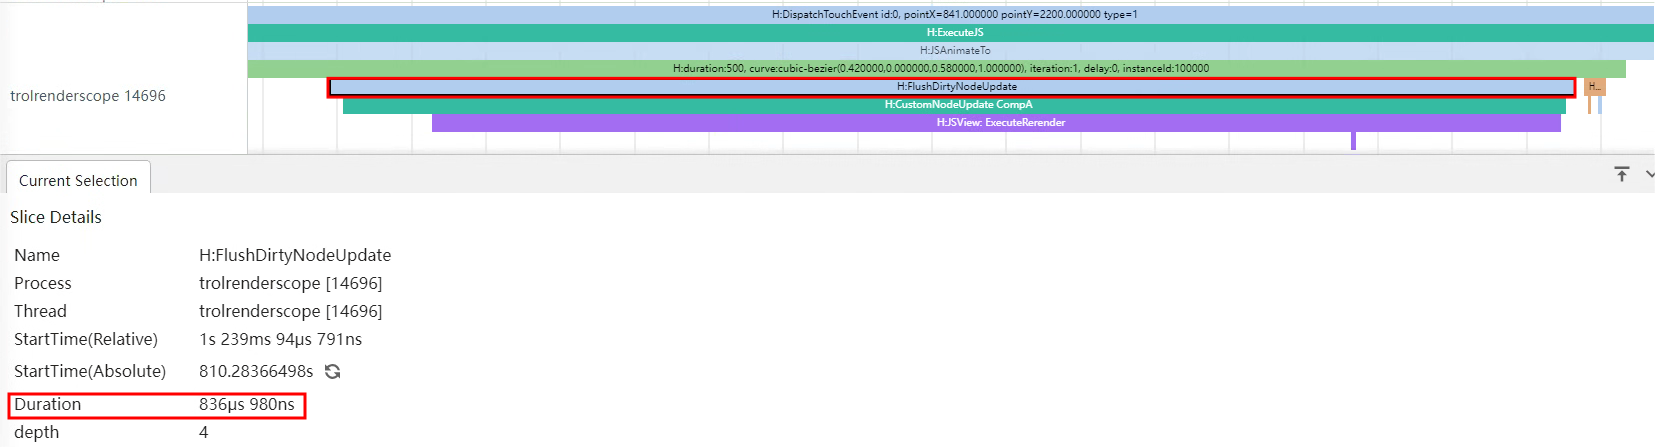 H:DispatchTouchEvent id:0, pointX=841.000000 pointY=2200.000000 type=1
H:ExecuteJS
H:JSAnimateTo
H:duration:500, curve:cubic-bezier(0.420000,0.000000,0.580000,1.000000), iteration:1, delay:0, instanceId:100000
trolrenderscope 14696
H:FlushDirtyNodeUpdate
H...
H:CustomNodeUpdate CompA
H:JSView: ExecuteRerender
Current Selection
Slice Details
Name H:FlushDirtyNodeUpdate
Process trolrenderscope [14696]
Thread trolrenderscope [14696]
StartTime(Relative) 1s 239ms 94μs 791ns
StartTime(Absolute) 810.28366498s
Duration 836μs 980ns
depth 4